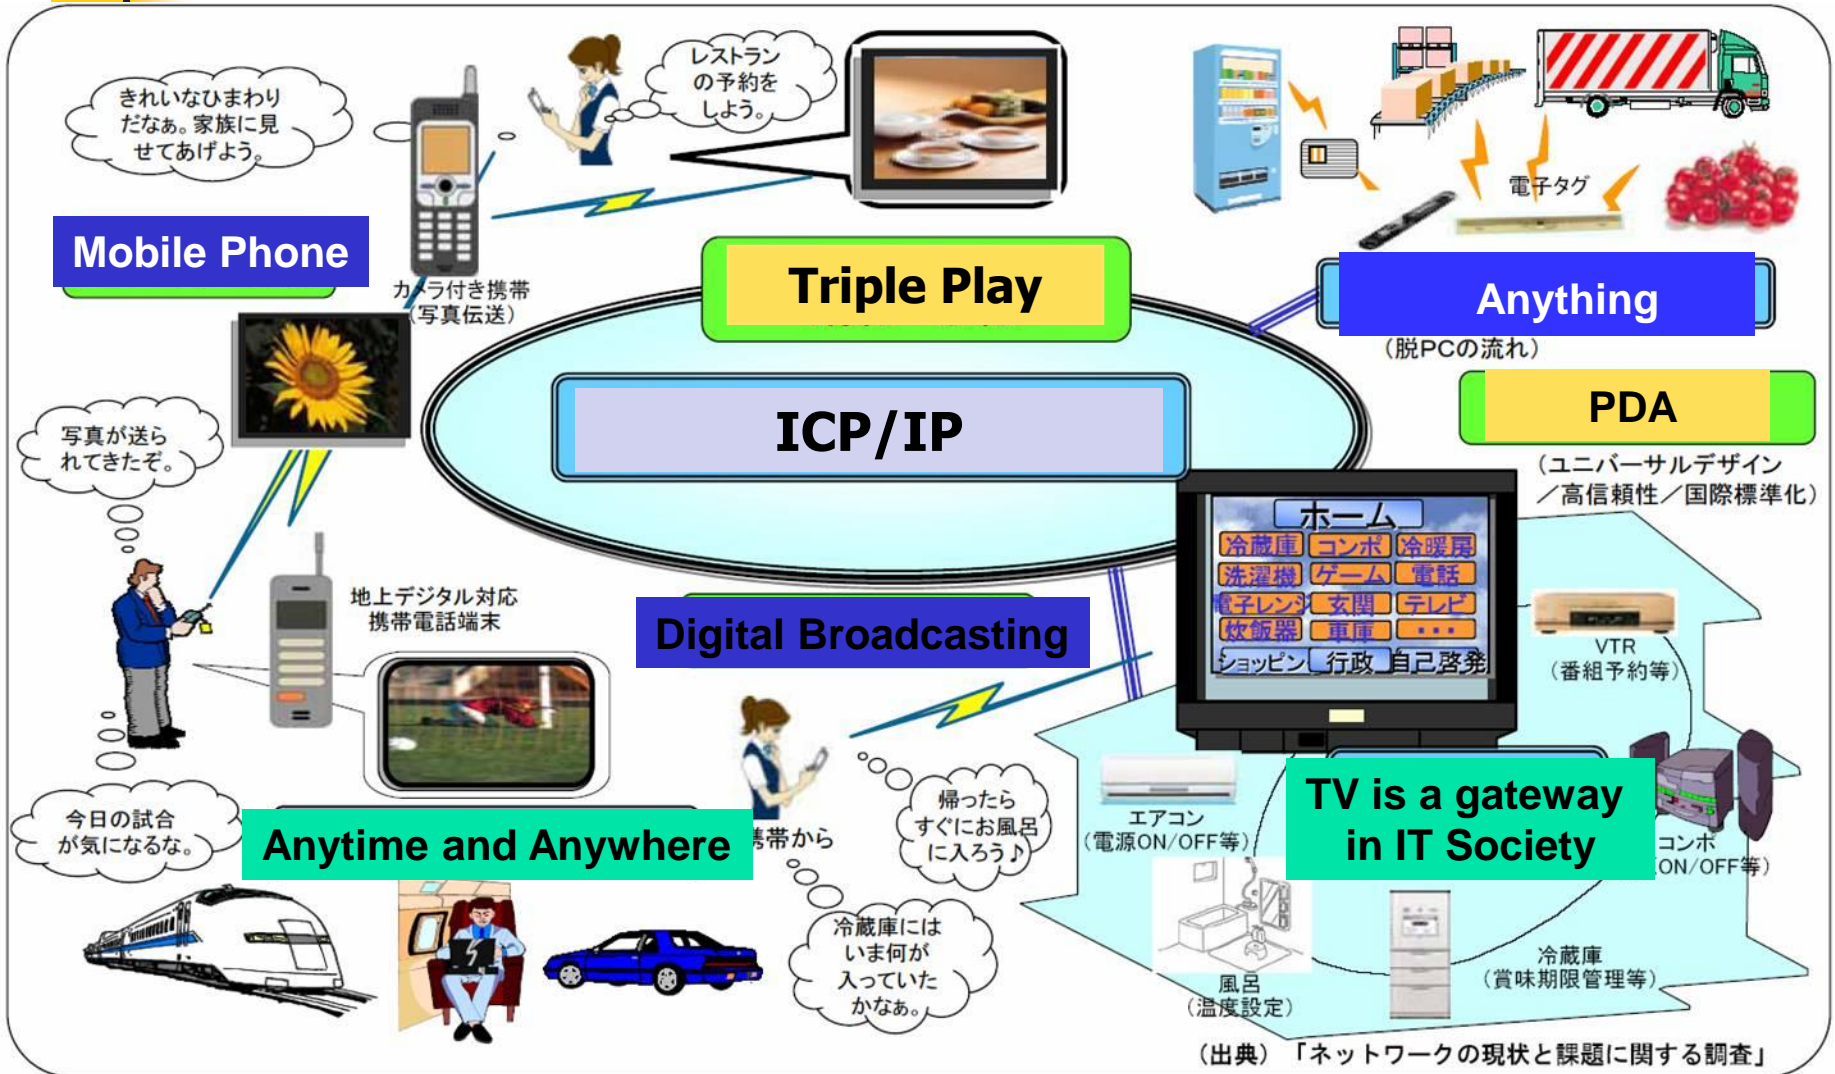 きれいなひまわり
だなぁ。家族に見
せてあげよう。
レストラン
の予約を
しよう。
電子タグ
Mobile Phone
カメラ付き携帯
(写真伝送)
Triple Play
Anything
(脱PCの流れ)
ICP/IP
PDA
(ユニバーサルデザイン
/高信頼性/国際標準化)
写真が送ら
れてきたぞ。
地上デジタル対応
携帯電話端末
Digital Broadcasting
ホーム
冷蔵庫 コンポ 冷暖房
洗濯機 ゲーム 電話
電子レンジ 玄関 テレビ
炊飯器 車庫 ・・・
ショッピン 行政 自己啓発
VTR
(番組予約等)
今日の試合
が気になるな。
Anytime and Anywhere
携帯から
帰ったら
すぐにお風呂
に入ろう♪
エアコン
(電源ON/OFF等)
TV is a gateway
in IT Society
コンポ
ON/OFF等)
冷蔵庫には
いま何が
入っていた
かなぁ。
風呂
(温度設定)
冷蔵庫
(賞味期限管理等)
(出典) 「ネットワークの現状と課題に関する調査」